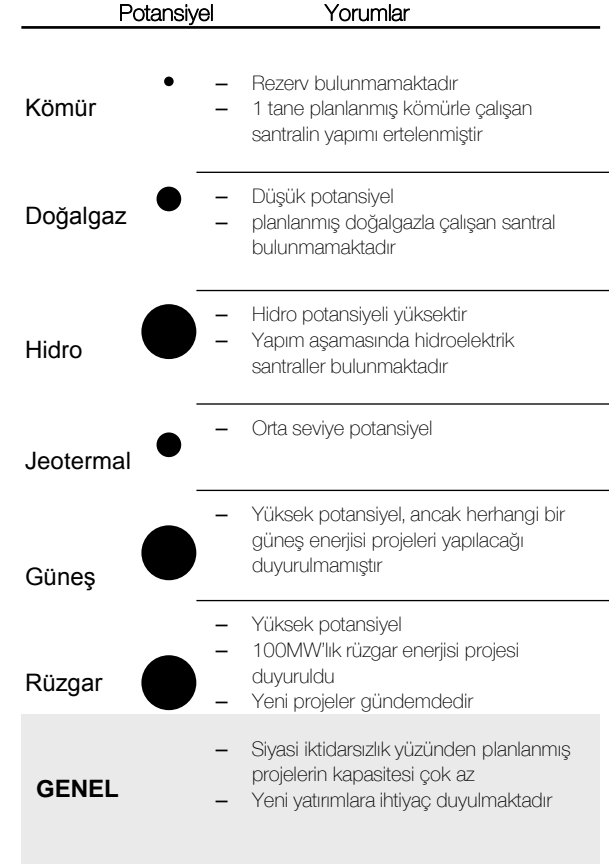 Potansiyel Yorumlar
Kömür
– Rezerv bulunmamaktadır
– 1 tane planlanmış kömürle çalışan
santralin yapımı ertelenmiştir
Doğalgaz
– Düşük potansiyel
– planlanmış doğalgazla çalışan santral
bulunmamaktadır
Hidro
– Hidro potansiyeli yüksektir
– Yapım aşamasında hidroelektrik
santraller bulunmaktadır
Jeotermal
– Orta seviye potansiyel
Güneş
– Yüksek potansiyel, ancak herhangi bir
güneş enerjisi projeleri yapılacağı
duyurulmamıştır
Rüzgar
– Yüksek potansiyel
– 100MW'lık rüzgar enerjisi projesi
duyuruldu
– Yeni projeler gündemdedir
GENEL
– Siyasi iktidarsızlık yüzünden planlanmış
projelerin kapasitesi çok az
– Yeni yatırımlara ihtiyaç duyulmaktadır